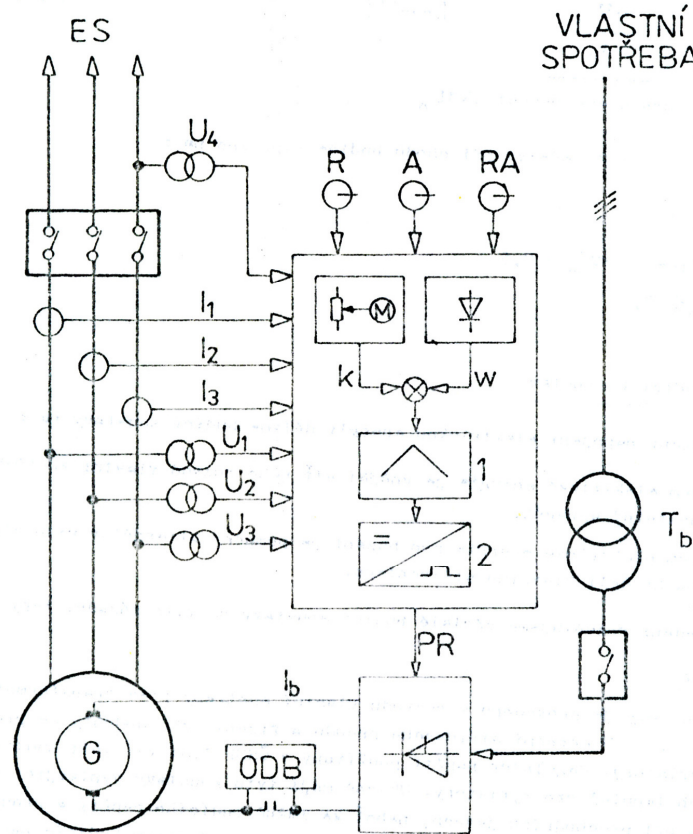 ES
VLASTNÍ
SPOTŘEBA
U4
R A RA
I1
M
I2
k w
I3
U1
1
U2
U3
=
2
Tb
PR
Ib
G
ODB